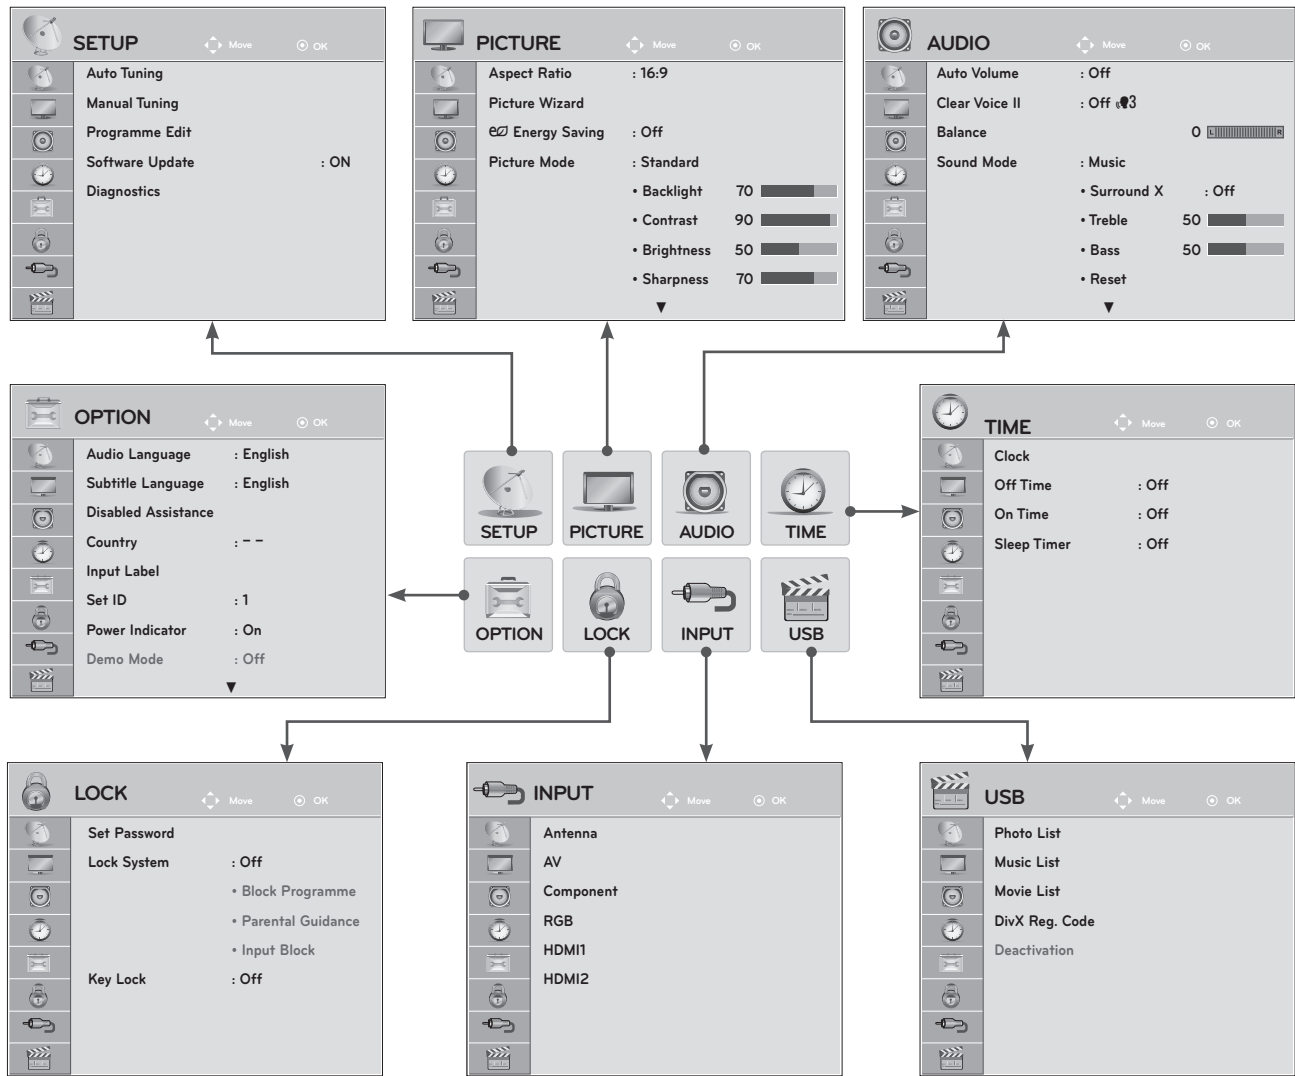 SETUP Move OK
Auto Tuning
Manual Tuning
Programme Edit
Software Update : ON
Diagnostics
PICTURE Move OK
Aspect Ratio : 16:9
Picture Wizard
Energy Saving : Off
Picture Mode : Standard
• Backlight 70
• Contrast 90
• Brightness 50
• Sharpness 70
▼
AUDIO Move OK
Auto Volume : Off
Clear Voice II : Off 3
Balance 0 L R
Sound Mode : Music
• Surround X : Off
• Treble 50
• Bass 50
• Reset
▼
OPTION Move OK
Audio Language : English
Subtitle Language : English
Disabled Assistance
Country : – –
Input Label
Set ID : 1
Power Indicator : On
Demo Mode : Off
▼
SETUP PICTURE AUDIO TIME
OPTION LOCK INPUT USB
TIME Move OK
Clock
Off Time : Off
On Time : Off
Sleep Timer : Off
LOCK Move OK
Set Password
Lock System : Off
• Block Programme
• Parental Guidance
• Input Block
Key Lock : Off
INPUT Move OK
Antenna
AV
Component
RGB
HDMI1
HDMI2
USB Move OK
Photo List
Music List
Movie List
DivX Reg. Code
Deactivation